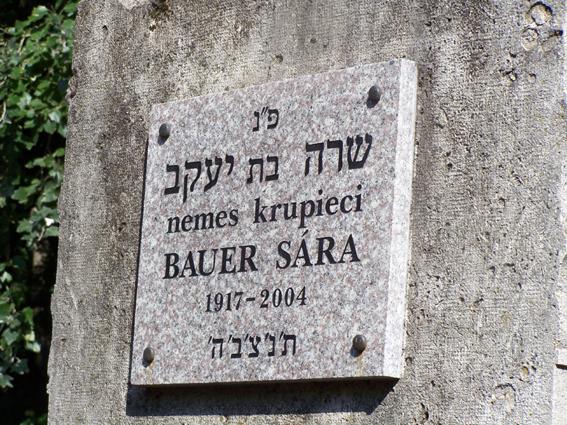 פ״נ
שרה בת יעקב
nemes krupieci
BAUER SÁRA
1917-2004
ת׳נ׳צ׳ב׳ה׳